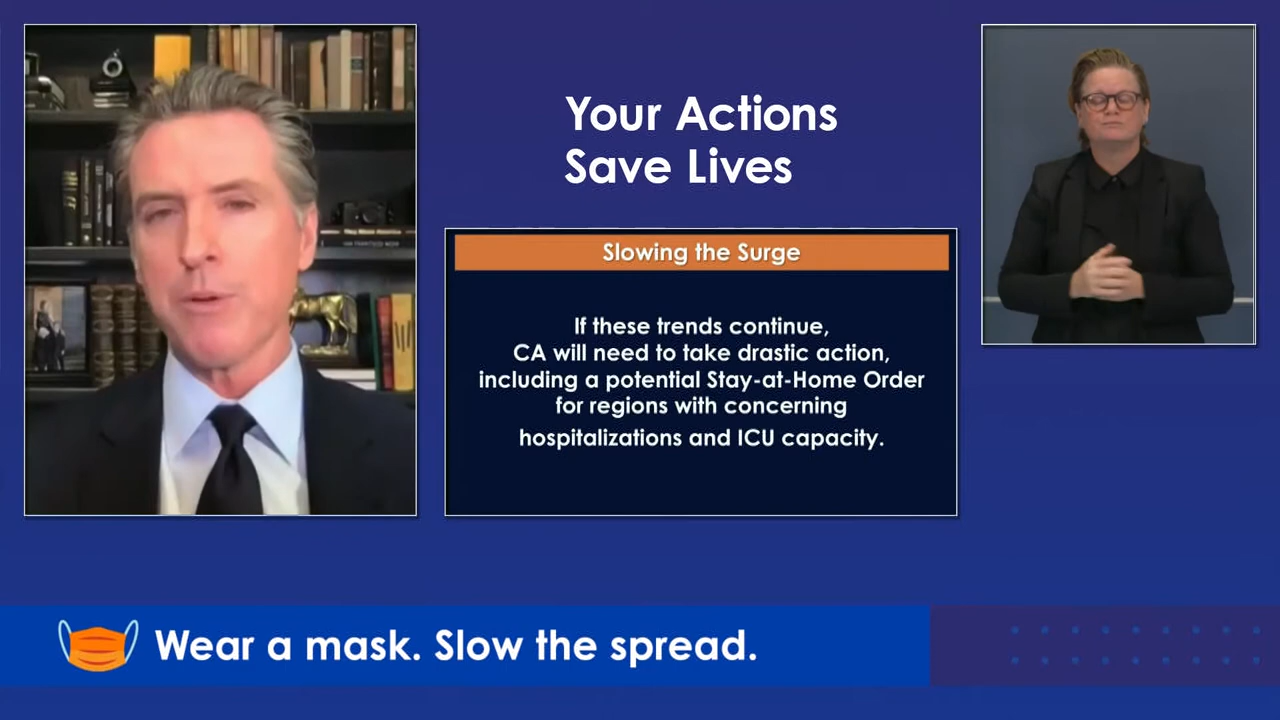 Your Actions
Save Lives
Slowing the Surge
If these trends continue,
CA will need to take drastic action,
including a potential Stay-at-Home Order
for regions with concerning
hospitalizations and ICU capacity.
Wear a mask. Slow the spread.